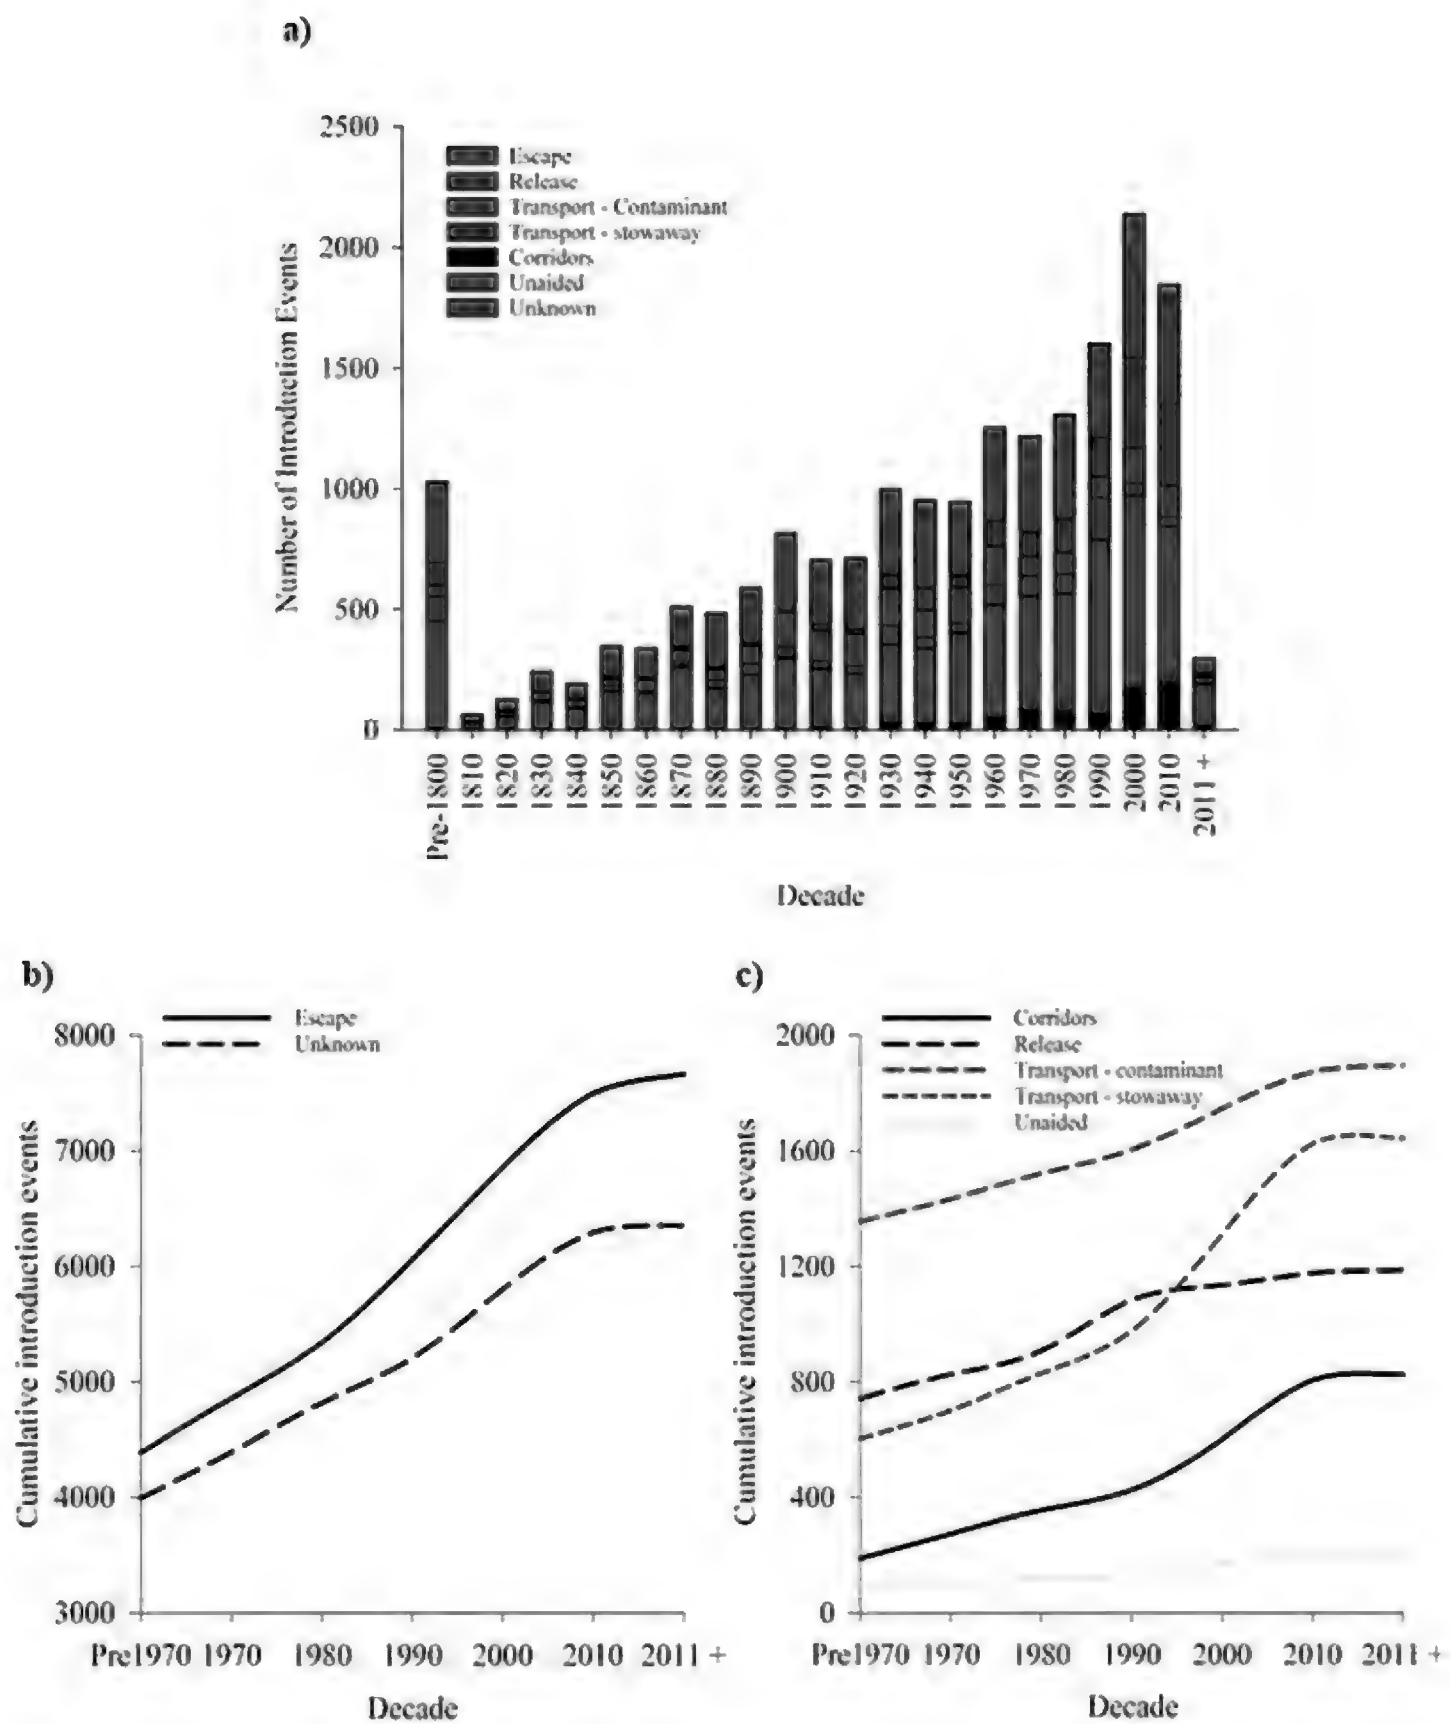 a)
2500
2000
1500
1000
500
0
Number of Introduction Events
Escape
Release
Transport - Contaminant
Transport - stowaway
Corridors
Unaided
Unknown
Pre-1800
1810
1820
1830
1840
1850
1860
1870
1880
1890
1900
1910
1920
1930
1940
1950
1960
1970
1980
1990
2000
2010
2011 +
Decade
b)
Escape
Unknown
8000
7000
6000
5000
4000
3000
Cumulative introduction events
Pre1970 1970 1980 1990 2000 2010 2011 +
Decade
c)
Corridors
Release
Transport - contaminant
Transport - stowaway
Unaided
2000
1600
1200
800
400
0
Cumulative introduction events
Pre1970 1970 1980 1990 2000 2010 2011 +
Decade